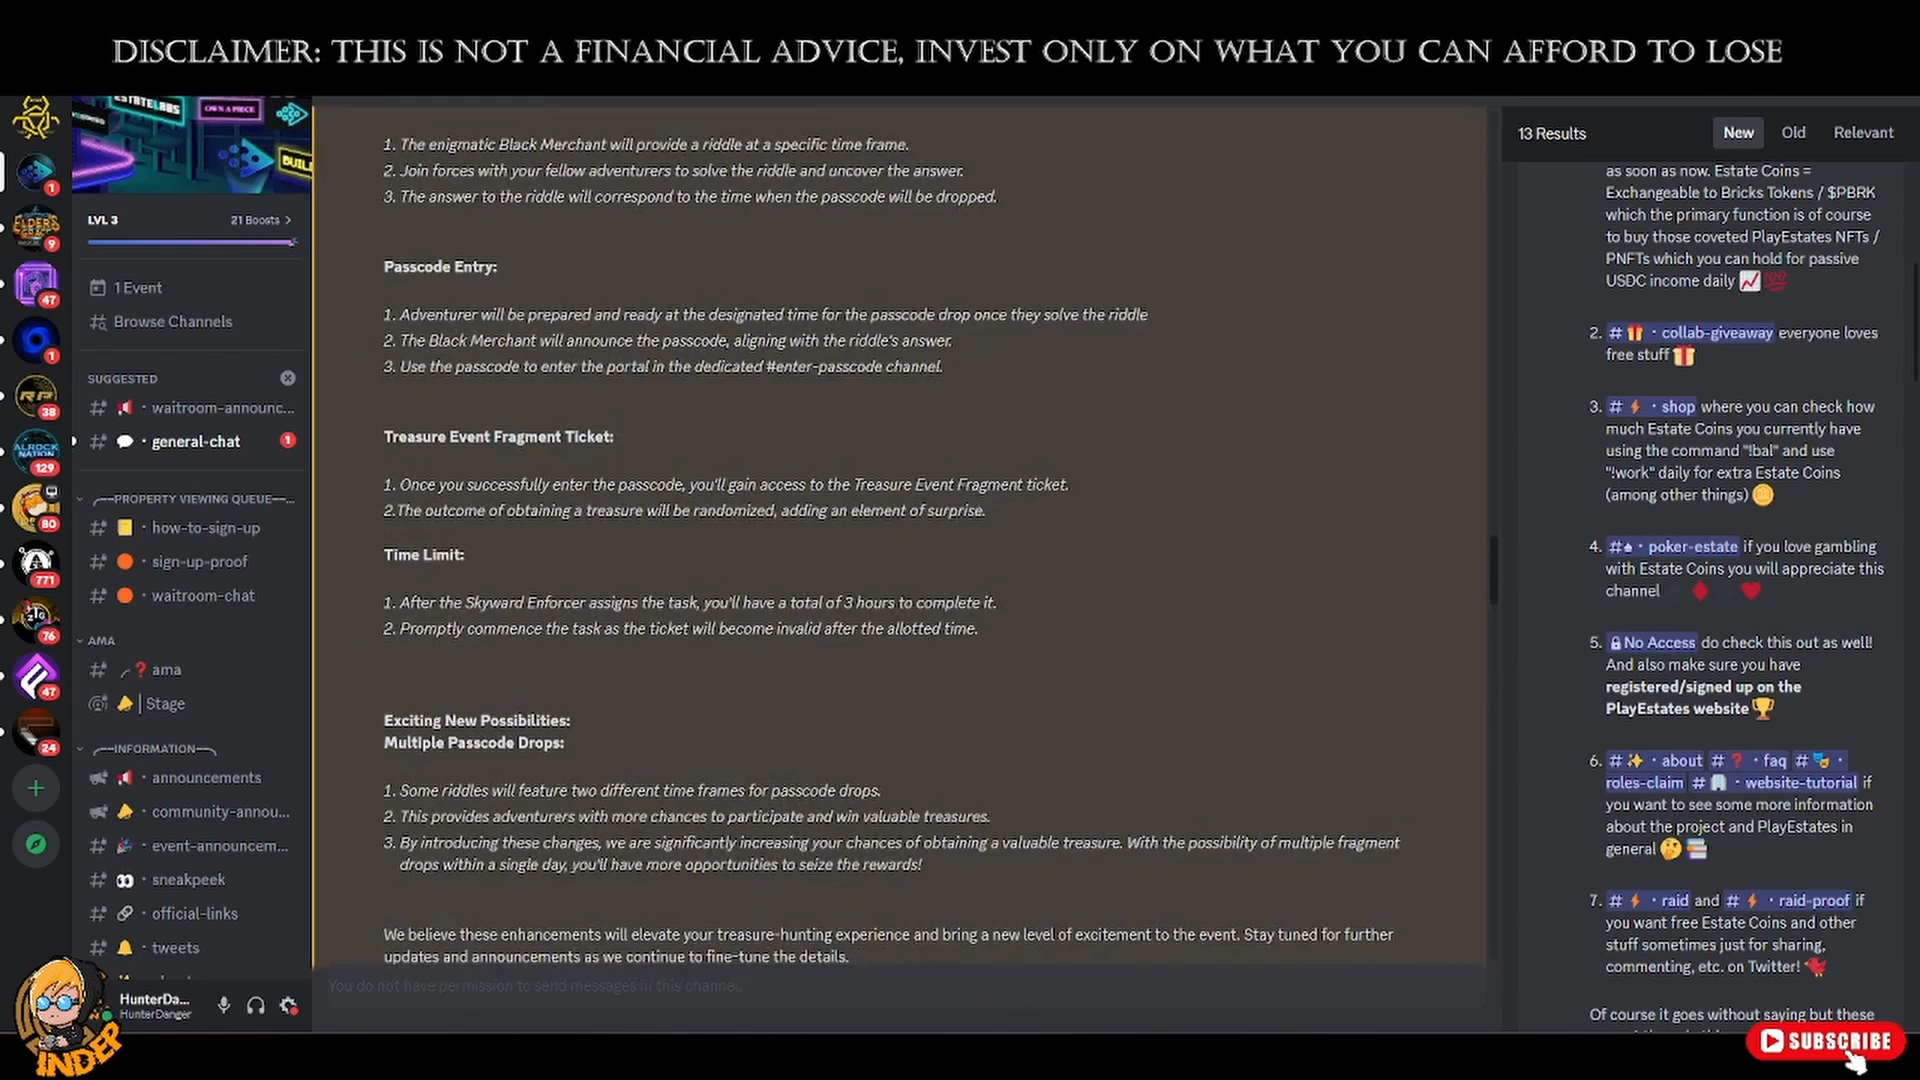 DISCLAIMER: THIS IS NOT A FINANCIAL ADVICE, INVEST ONLY ON WHAT YOU CAN AFFORD TO LOSE
ESTATELABS
OWN A PIECE
BUIL
LVL 3
21 Boosts >
1 Event
Browse Channels
SUGGESTED
waitroom-announc...
general-chat
1
PROPERTY VIEWING QUEUE
how-to-sign-up
sign-up-proof
waitroom-chat
AMA
ama
Stage
INFORMATION
announcements
community-annou...
event-announcem...
sneakpeek
official-links
tweets
HunterDa...
HunterDanger
INDEP
1
9
47
1
38
ALROCK NATION
129
80
771
76
47
24
1. The enigmatic Black Merchant will provide a riddle at a specific time frame.
2. Join forces with your fellow adventurers to solve the riddle and uncover the answer.
3. The answer to the riddle will correspond to the time when the passcode will be dropped.
Passcode Entry:
1. Adventurer will be prepared and ready at the designated time for the passcode drop once they solve the riddle
2. The Black Merchant will announce the passcode, aligning with the riddle's answer.
3. Use the passcode to enter the portal in the dedicated #enter-passcode channel.
Treasure Event Fragment Ticket:
1. Once you successfully enter the passcode, you'll gain access to the Treasure Event Fragment ticket.
2.The outcome of obtaining a treasure will be randomized, adding an element of surprise.
Time Limit:
1. After the Skyward Enforcer assigns the task, you'll have a total of 3 hours to complete it.
2. Promptly commence the task as the ticket will become invalid after the allotted time.
Exciting New Possibilities:
Multiple Passcode Drops:
1. Some riddles will feature two different time frames for passcode drops.
2. This provides adventurers with more chances to participate and win valuable treasures.
3. By introducing these changes, we are significantly increasing your chances of obtaining a valuable treasure. With the possibility of multiple fragment
drops within a single day, you'll have more opportunities to seize the rewards!
We believe these enhancements will elevate your treasure-hunting experience and bring a new level of excitement to the event. Stay tuned for further
updates and announcements as we continue to fine-tune the details.
You do not have permission to send messages in this channel.
13 Results
New
Old
Relevant
as soon as now. Estate Coins =
Exchangeable to Bricks Tokens / $PBRK
which the primary function is of course
to buy those coveted PlayEstates NFTs /
PNFTs which you can hold for passive
USDC income daily 📈💯
2. # 🎁・collab-giveaway everyone loves
free stuff 🎁
3. # ⚡・shop where you can check how
much Estate Coins you currently have
using the command "!bal" and use
"!work" daily for extra Estate Coins
(among other things) 🪙
4. #♠・poker-estate if you love gambling
with Estate Coins you will appreciate this
channel ♦ ♥
5. No Access do check this out as well!
And also make sure you have
registered/signed up on the
PlayEstates website 🏆
6. # ✨・about # ❓・faq # 🎭・
roles-claim # 🏢・website-tutorial if
you want to see some more information
about the project and PlayEstates in
general 🤔📚
7. # ⚡・raid and # ⚡・raid-proof if
you want free Estate Coins and other
stuff sometimes just for sharing,
commenting, etc. on Twitter! 🐦
Of course it goes without saying but these
SUBSCRIBE